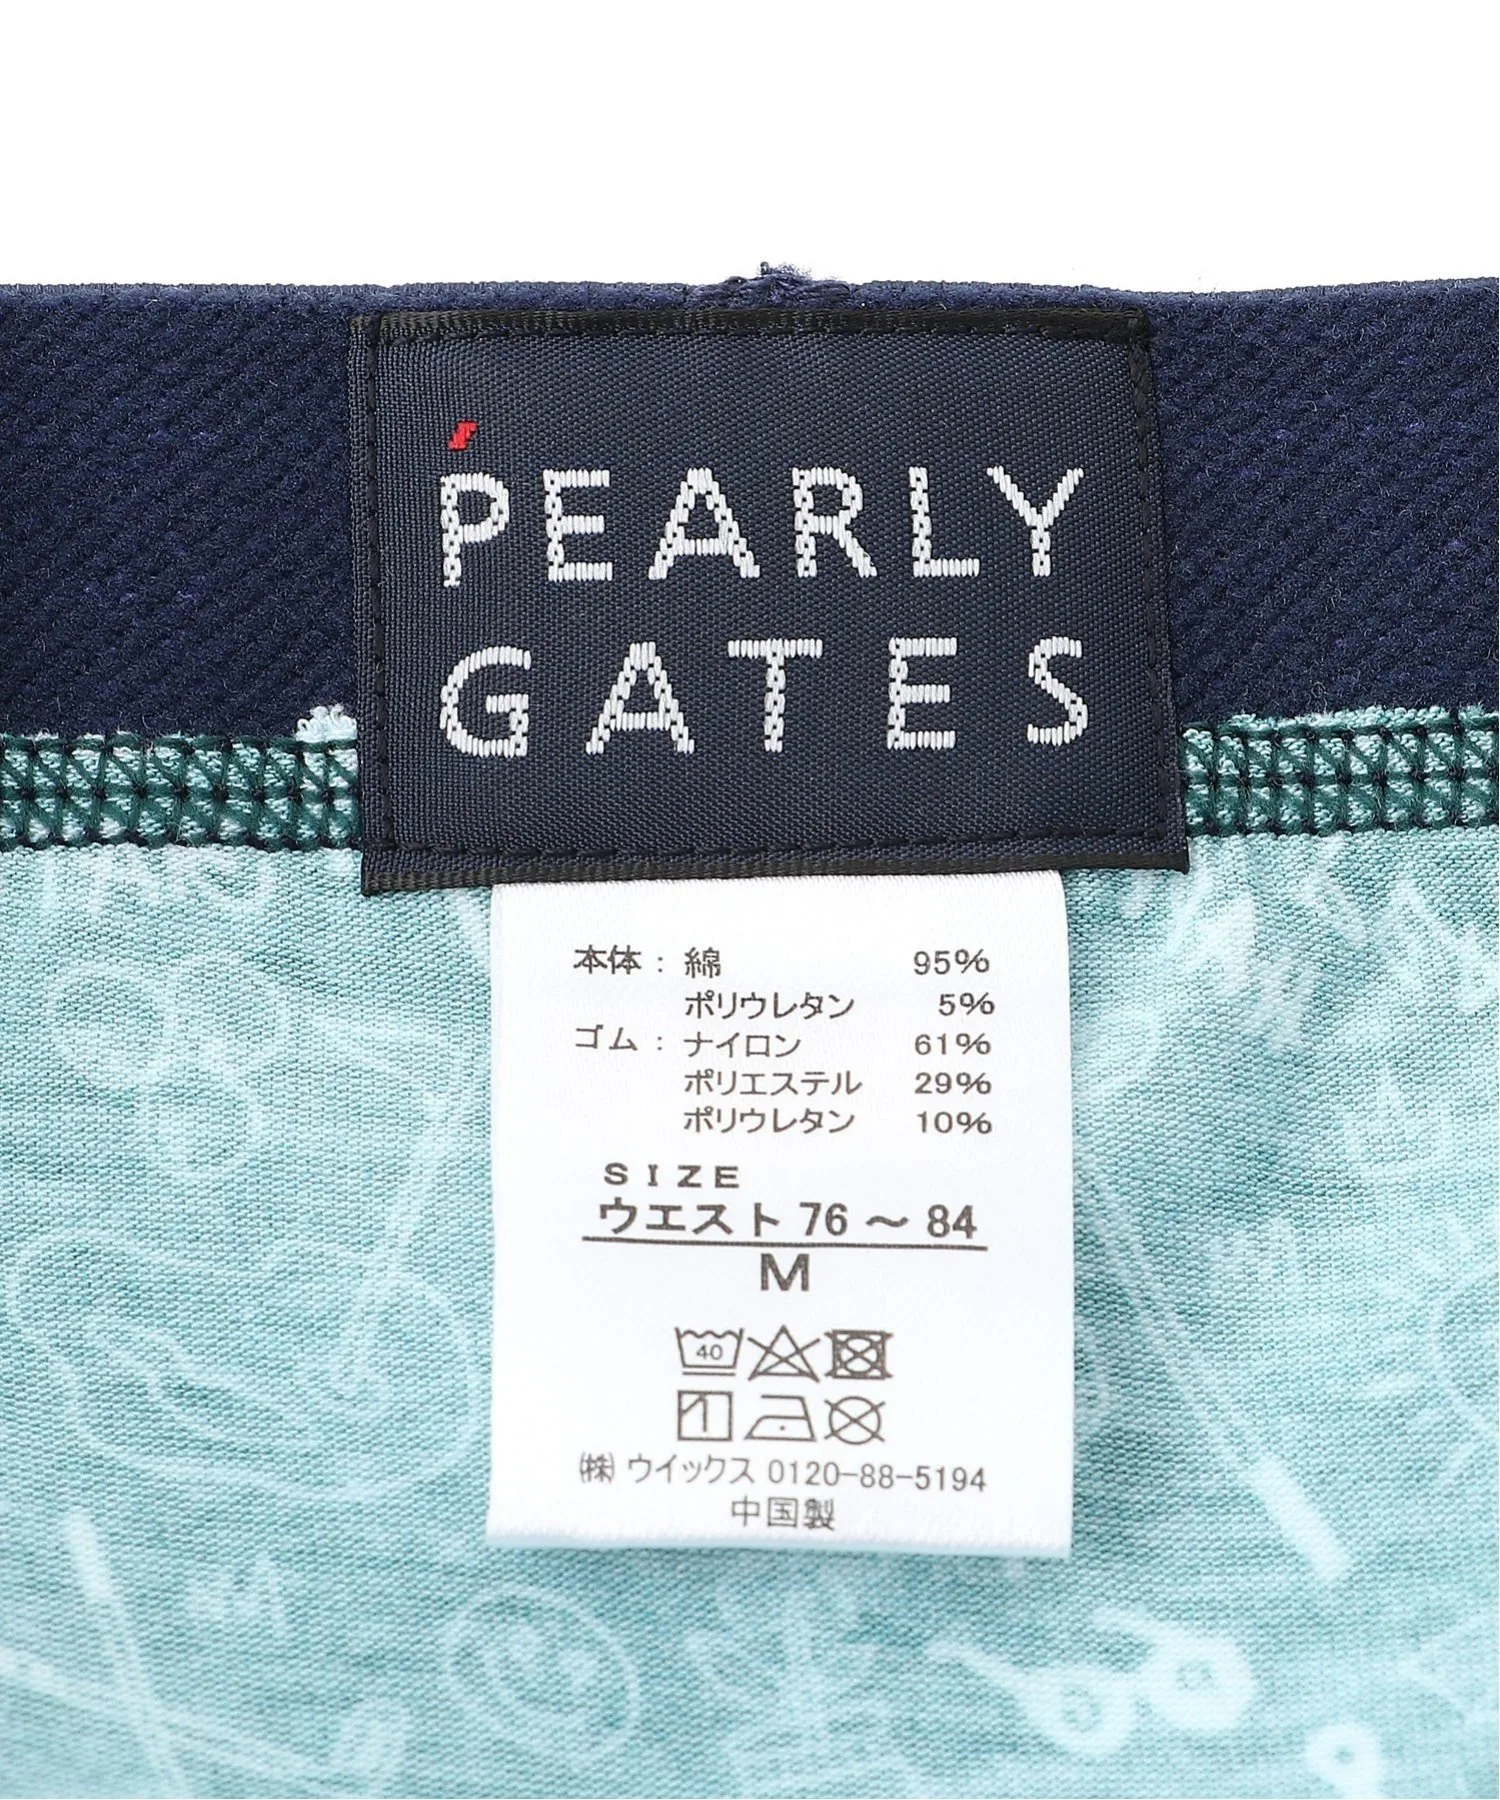 PEARLY
GATES
本体 : 綿 95%
ポリウレタン 5%
ゴム : ナイロン 61%
ポリエステル 29%
ポリウレタン 10%
SIZE
ウエスト 76 ～ 84
M
40
㈱ ウイックス 0120-88-5194
中国製